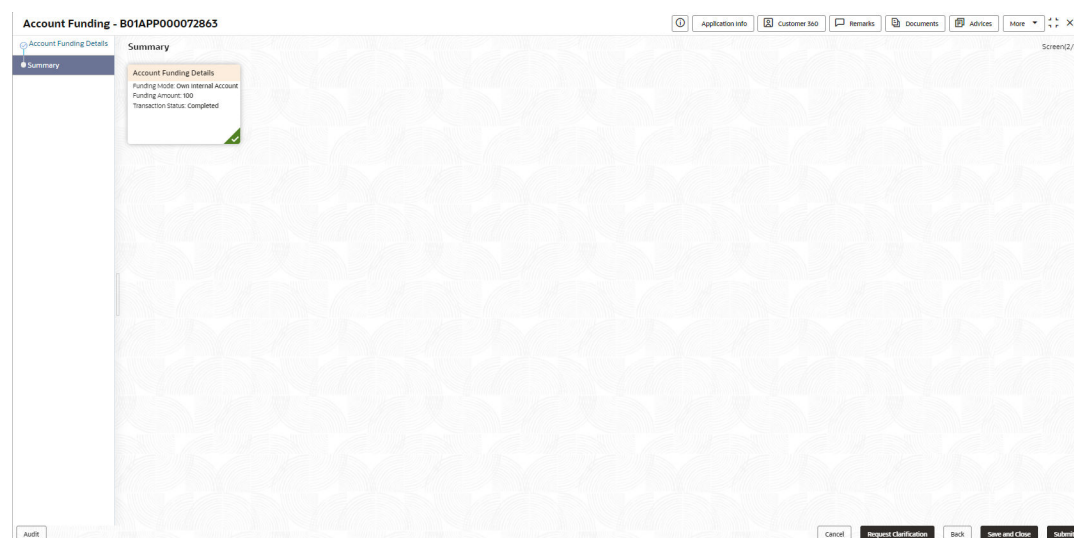 Account Funding - B01APP000072863
Application Info
Customer 360
Remarks
Documents
Advices
More
Account Funding Details
Summary
Summary
Screen(2/
Account Funding Details
Funding Mode: Own Internal Account
Funding Amount: 100
Transaction Status: Completed
Audit
Cancel
Request Clarification
Back
Save and Close
Submit